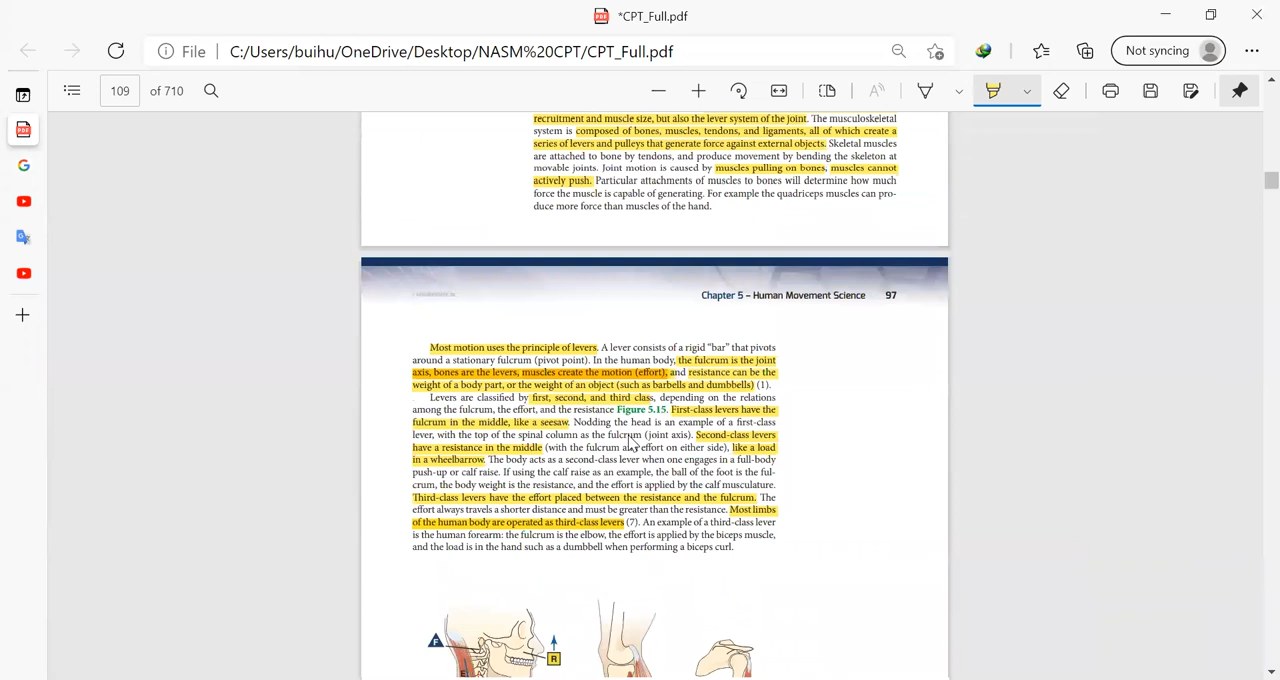 *CPT_Full.pdf
File
C:/Users/buihu/OneDrive/Desktop/NASM%20CPT/CPT_Full.pdf
Not syncing
109 of 710
recruitment and muscle size, but also the lever system of the joint. The musculoskeletal
system is composed of bones, muscles, tendons, and ligaments, all of which create a
series of levers and pulleys that generate force against external objects. Skeletal muscles
are attached to bone by tendons, and produce movement by bending the skeleton at
movable joints. Joint motion is caused by muscles pulling on bones, muscles cannot
actively push. Particular attachments of muscles to bones will determine how much
force the muscle is capable of generating. For example the quadriceps muscles can pro-
duce more force than muscles of the hand.
Chapter 5 – Human Movement Science 97
Most motion uses the principle of levers. A lever consists of a rigid “bar” that pivots
around a stationary fulcrum (pivot point). In the human body, the fulcrum is the joint
axis, bones are the levers, muscles create the motion (effort), and resistance can be the
weight of a body part, or the weight of an object (such as barbells and dumbbells) (1).
Levers are classified by first, second, and third class, depending on the relations
among the fulcrum, the effort, and the resistance Figure 5.15. First-class levers have the
fulcrum in the middle, like a seesaw. Nodding the head is an example of a first-class
lever, with the top of the spinal column as the fulcrum (joint axis). Second-class levers
have a resistance in the middle (with the fulcrum and effort on either side), like a load
in a wheelbarrow. The body acts as a second-class lever when one engages in a full-body
push-up or calf raise. If using the calf raise as an example, the ball of the foot is the ful-
crum, the body weight is the resistance, and the effort is applied by the calf musculature.
Third-class levers have the effort placed between the resistance and the fulcrum. The
effort always travels a shorter distance and must be greater than the resistance. Most limbs
of the human body are operated as third-class levers (7). An example of a third-class lever
is the human forearm: the fulcrum is the elbow, the effort is applied by the biceps muscle,
and the load is in the hand such as a dumbbell when performing a biceps curl.
F
R
E